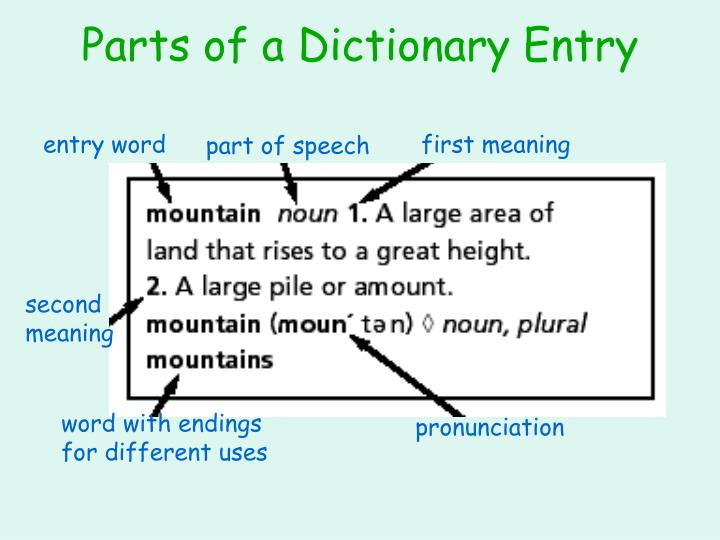 Parts of a Dictionary Entry
entry word
part of speech
first meaning
mountain noun 1. A large area of
land that rises to a great height.
2. A large pile or amount.
mountain (moun´ tən) ◊ noun, plural
mountains
second
meaning
word with endings
for different uses
pronunciation